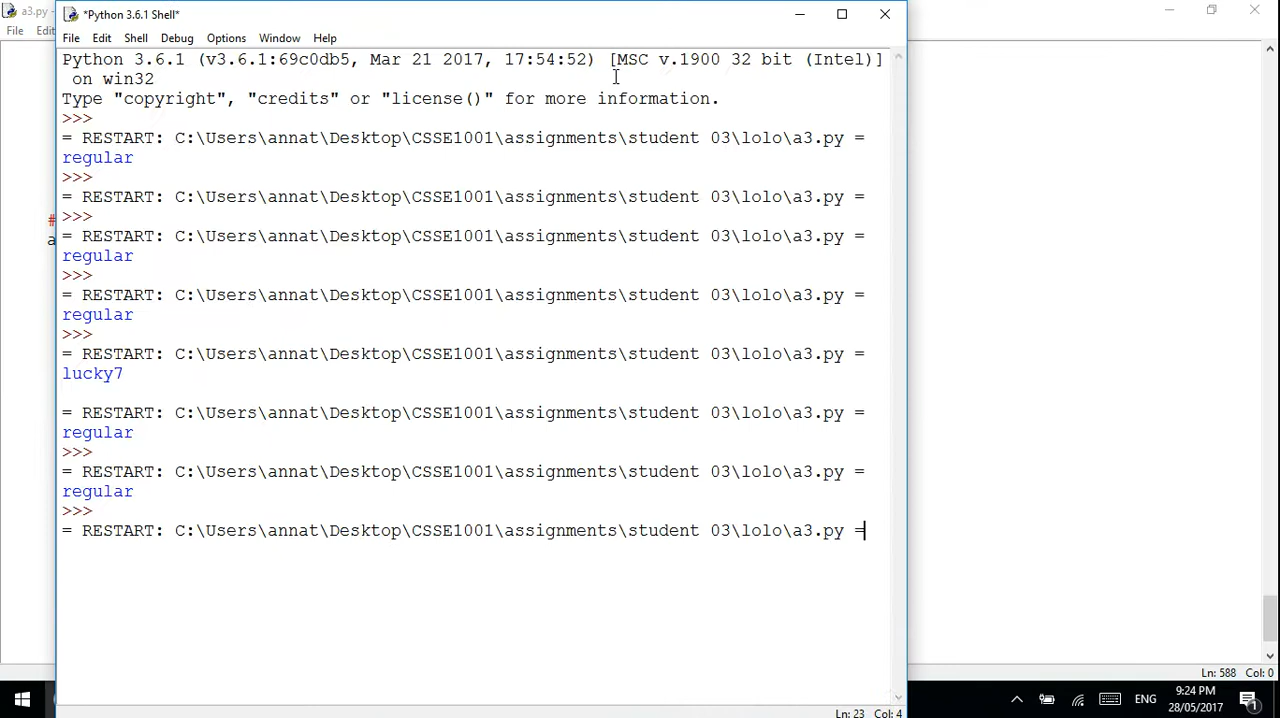 a3.py -
*Python 3.6.1 Shell*
File Edit
File Edit Shell Debug Options Window Help
Python 3.6.1 (v3.6.1:69c0db5, Mar 21 2017, 17:54:52) [MSC v.1900 32 bit (Intel)]
on win32
Type "copyright", "credits" or "license()" for more information.
>>>
= RESTART: C:\Users\annat\Desktop\CSSE1001\assignments\student 03\lolo\a3.py =
regular
>>>
= RESTART: C:\Users\annat\Desktop\CSSE1001\assignments\student 03\lolo\a3.py =
# >>>
= RESTART: C:\Users\annat\Desktop\CSSE1001\assignments\student 03\lolo\a3.py =
regular
>>>
= RESTART: C:\Users\annat\Desktop\CSSE1001\assignments\student 03\lolo\a3.py =
regular
>>>
= RESTART: C:\Users\annat\Desktop\CSSE1001\assignments\student 03\lolo\a3.py =
lucky7
= RESTART: C:\Users\annat\Desktop\CSSE1001\assignments\student 03\lolo\a3.py =
regular
>>>
= RESTART: C:\Users\annat\Desktop\CSSE1001\assignments\student 03\lolo\a3.py =
regular
>>>
= RESTART: C:\Users\annat\Desktop\CSSE1001\assignments\student 03\lolo\a3.py =
Ln: 588 Col: 0
Ln: 23 Col: 4
ENG
9:24 PM
28/05/2017
1